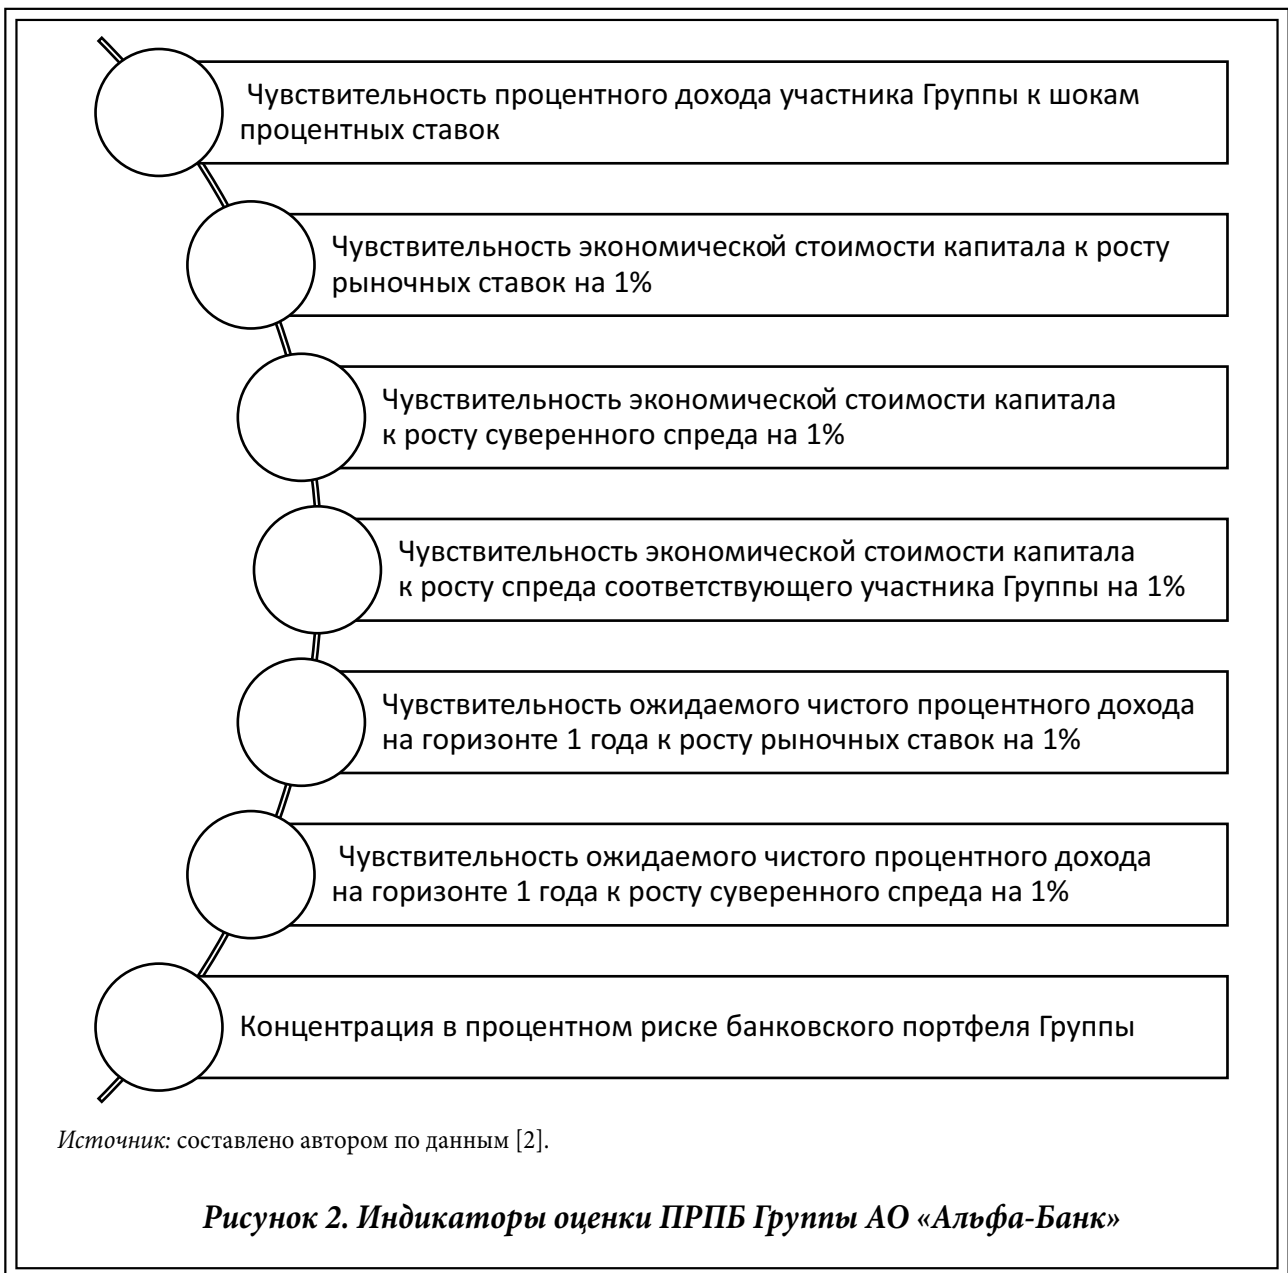 Чувствительность процентного дохода участника Группы к шокам
процентных ставок
Чувствительность экономической стоимости капитала к росту
рыночных ставок на 1%
Чувствительность экономической стоимости капитала
к росту суверенного спреда на 1%
Чувствительность экономической стоимости капитала
к росту спреда соответствующего участника Группы на 1%
Чувствительность ожидаемого чистого процентного дохода
на горизонте 1 года к росту рыночных ставок на 1%
Чувствительность ожидаемого чистого процентного дохода
на горизонте 1 года к росту суверенного спреда на 1%
Концентрация в процентном риске банковского портфеля Группы
Источник: составлено автором по данным [2].
Рисунок 2. Индикаторы оценки ПРПБ Группы АО «Альфа-Банк»